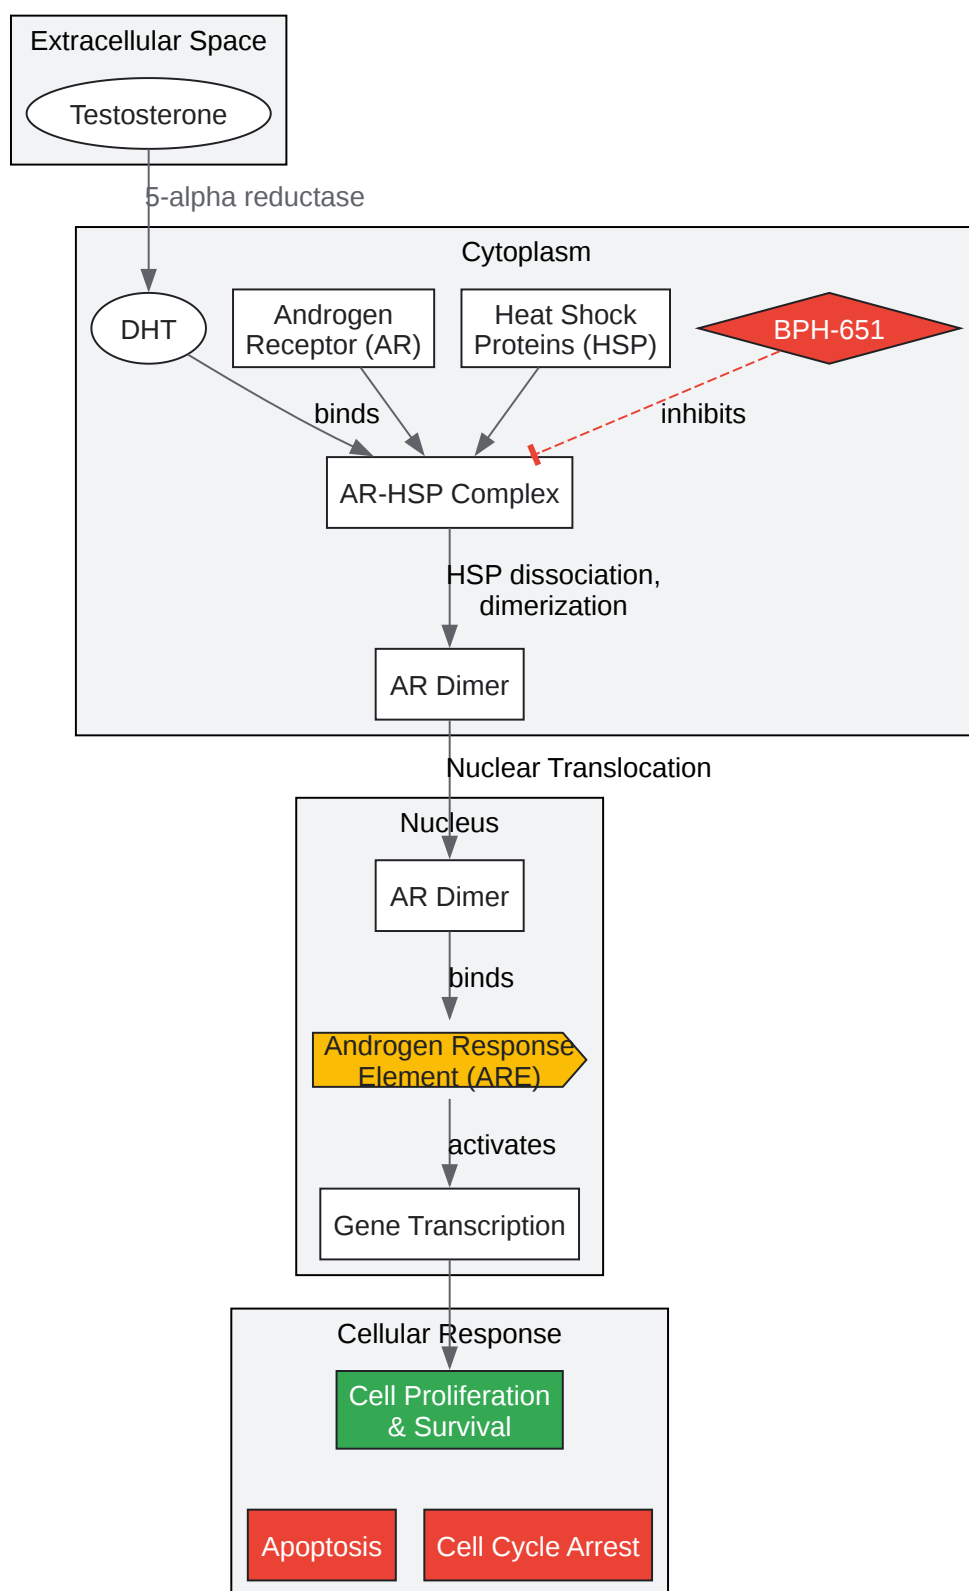 Extracellular Space
Testosterone
5-alpha reductase
Cytoplasm
DHT
Androgen
Receptor (AR)
Heat Shock
Proteins (HSP)
BPH-651
binds
inhibits
AR-HSP Complex
HSP dissociation,
dimerization
AR Dimer
Nuclear Translocation
Nucleus
AR Dimer
binds
Androgen Response
Element (ARE)
activates
Gene Transcription
Cellular Response
Cell Proliferation
& Survival
Apoptosis
Cell Cycle Arrest